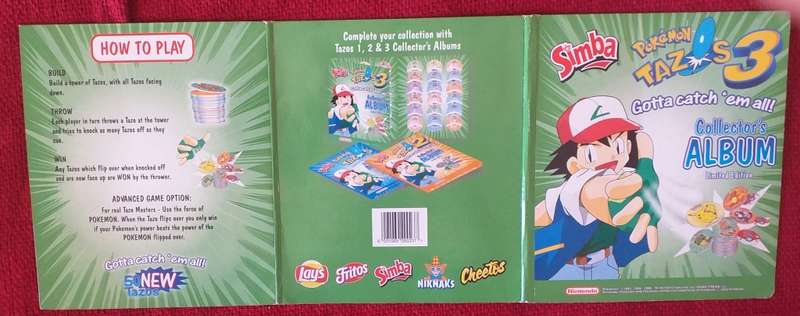 HOW TO PLAY
BUILD
Build a tower of Tazos, with all Tazos facing
down.
THROW
Each player in turn throws a Tazo at the tower
and tries to knock as many Tazos off as they
can.
WIN
Any Tazos which flip over when knocked off
and are now face up are WON by the thrower.
ADVANCED GAME OPTION:
For real Tazo Masters - Use the force of
POKEMON. When the Tazo flips over you only win
if your Pokemon's power beats the power of the
POKEMON flipped over.
Gotta catch 'em all!
50 NEW
Tazos
Complete your collection with
Tazos 1, 2 & 3 Collector's Albums
Simba
3
ALBUM
2
Lay's
Fritos
Simba
NIKNAKS
Cheetos
Simba
POKéMON
TAZOS 3
Gotta catch 'em all!
Collector's
ALBUM
Limited Edition
Nintendo